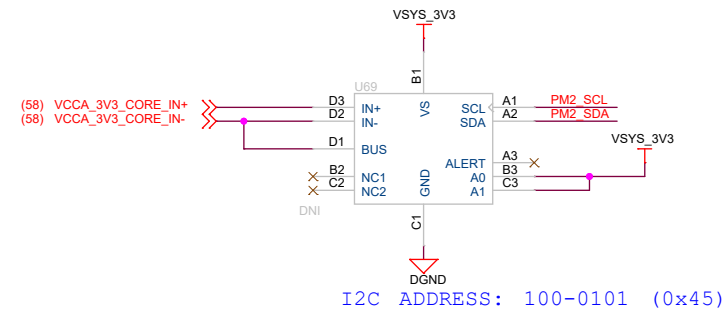 VSYS_3V3
U69
B1
(58) VCCA_3V3_CORE_IN+ D3 IN+ VS SCL A1 PM2_SCL
(58) VCCA_3V3_CORE_IN- D2 IN- SDA A2 PM2_SDA
VSYS_3V3
D1 BUS
ALERT A3
B2 NC1 A0 B3
C2 NC2 GND A1 C3
DNI
C1
DGND
I2C ADDRESS: 100-0101 (0x45)